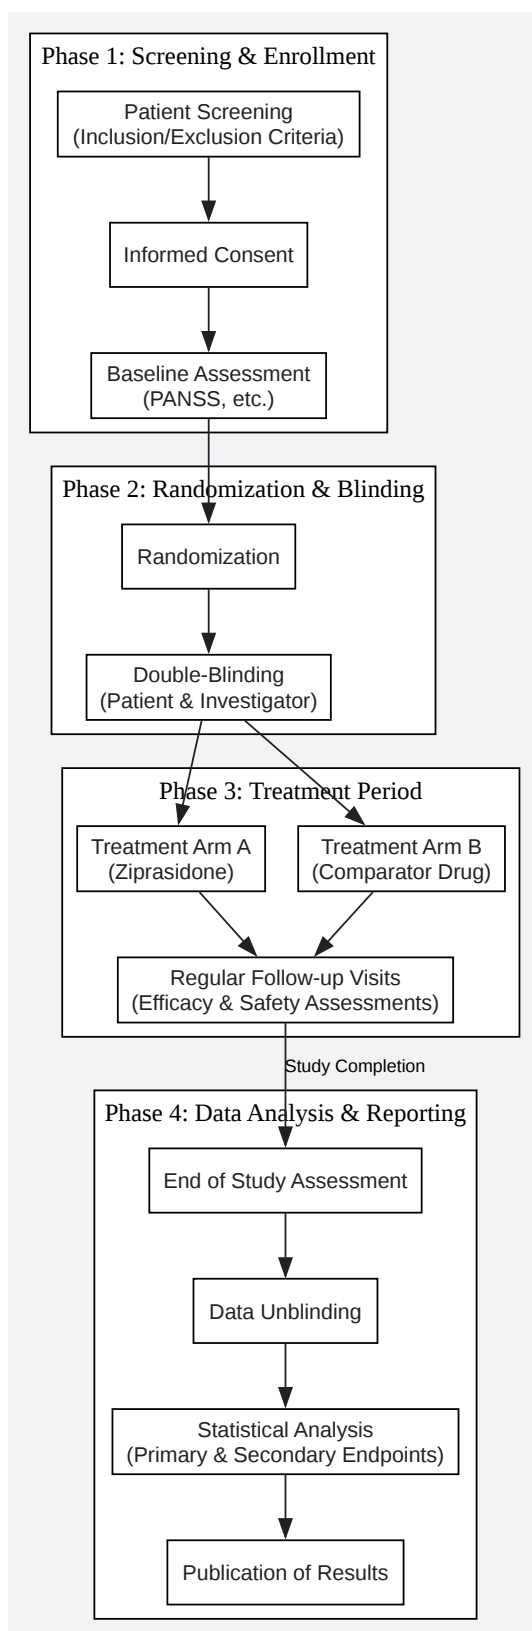 Phase 1: Screening & Enrollment
Patient Screening
(Inclusion/Exclusion Criteria)
Informed Consent
Baseline Assessment
(PANSS, etc.)
Phase 2: Randomization & Blinding
Randomization
Double-Blinding
(Patient & Investigator)
Phase 3: Treatment Period
Treatment Arm A
(Ziprasidone)
Treatment Arm B
(Comparator Drug)
Regular Follow-up Visits
(Efficacy & Safety Assessments)
Study Completion
Phase 4: Data Analysis & Reporting
End of Study Assessment
Data Unblinding
Statistical Analysis
(Primary & Secondary Endpoints)
Publication of Results